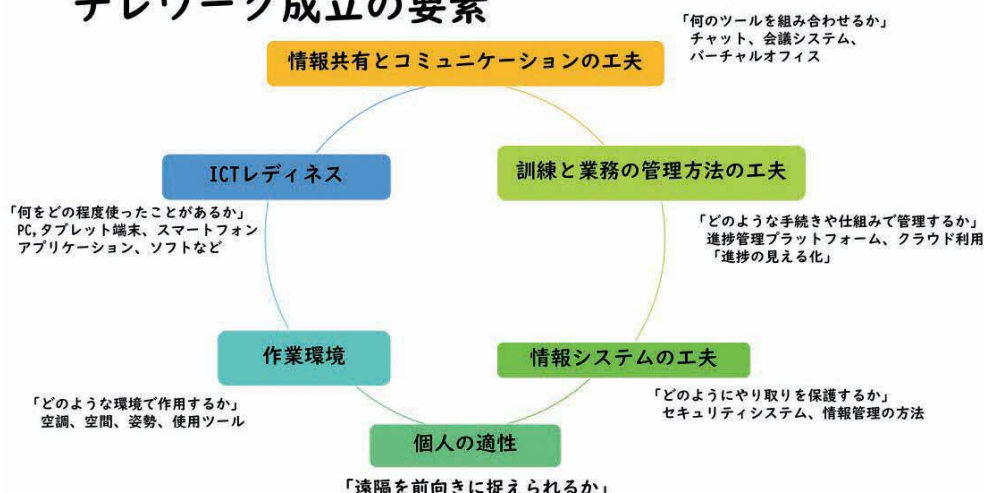 テレワーク成立の要素
「何のツールを組み合わせるか」
チャット、会議システム、
バーチャルオフィス
情報共有とコミュニケーションの工夫
ICTレディネス
訓練と業務の管理方法の工夫
「何をどの程度使ったことがあるか」
PC,タブレット端末、スマートフォン
アプリケーション、ソフトなど
「どのような手続きや仕組みで管理するか」
進捗管理プラットフォーム、クラウド利用
「進捗の見える化」
作業環境
情報システムの工夫
「どのような環境で作用するか」
空調、空間、姿勢、使用ツール
「どのようにやり取りを保護するか」
セキュリティシステム、情報管理の方法
個人の適性
「遠隔を前向きに捉えられるか」